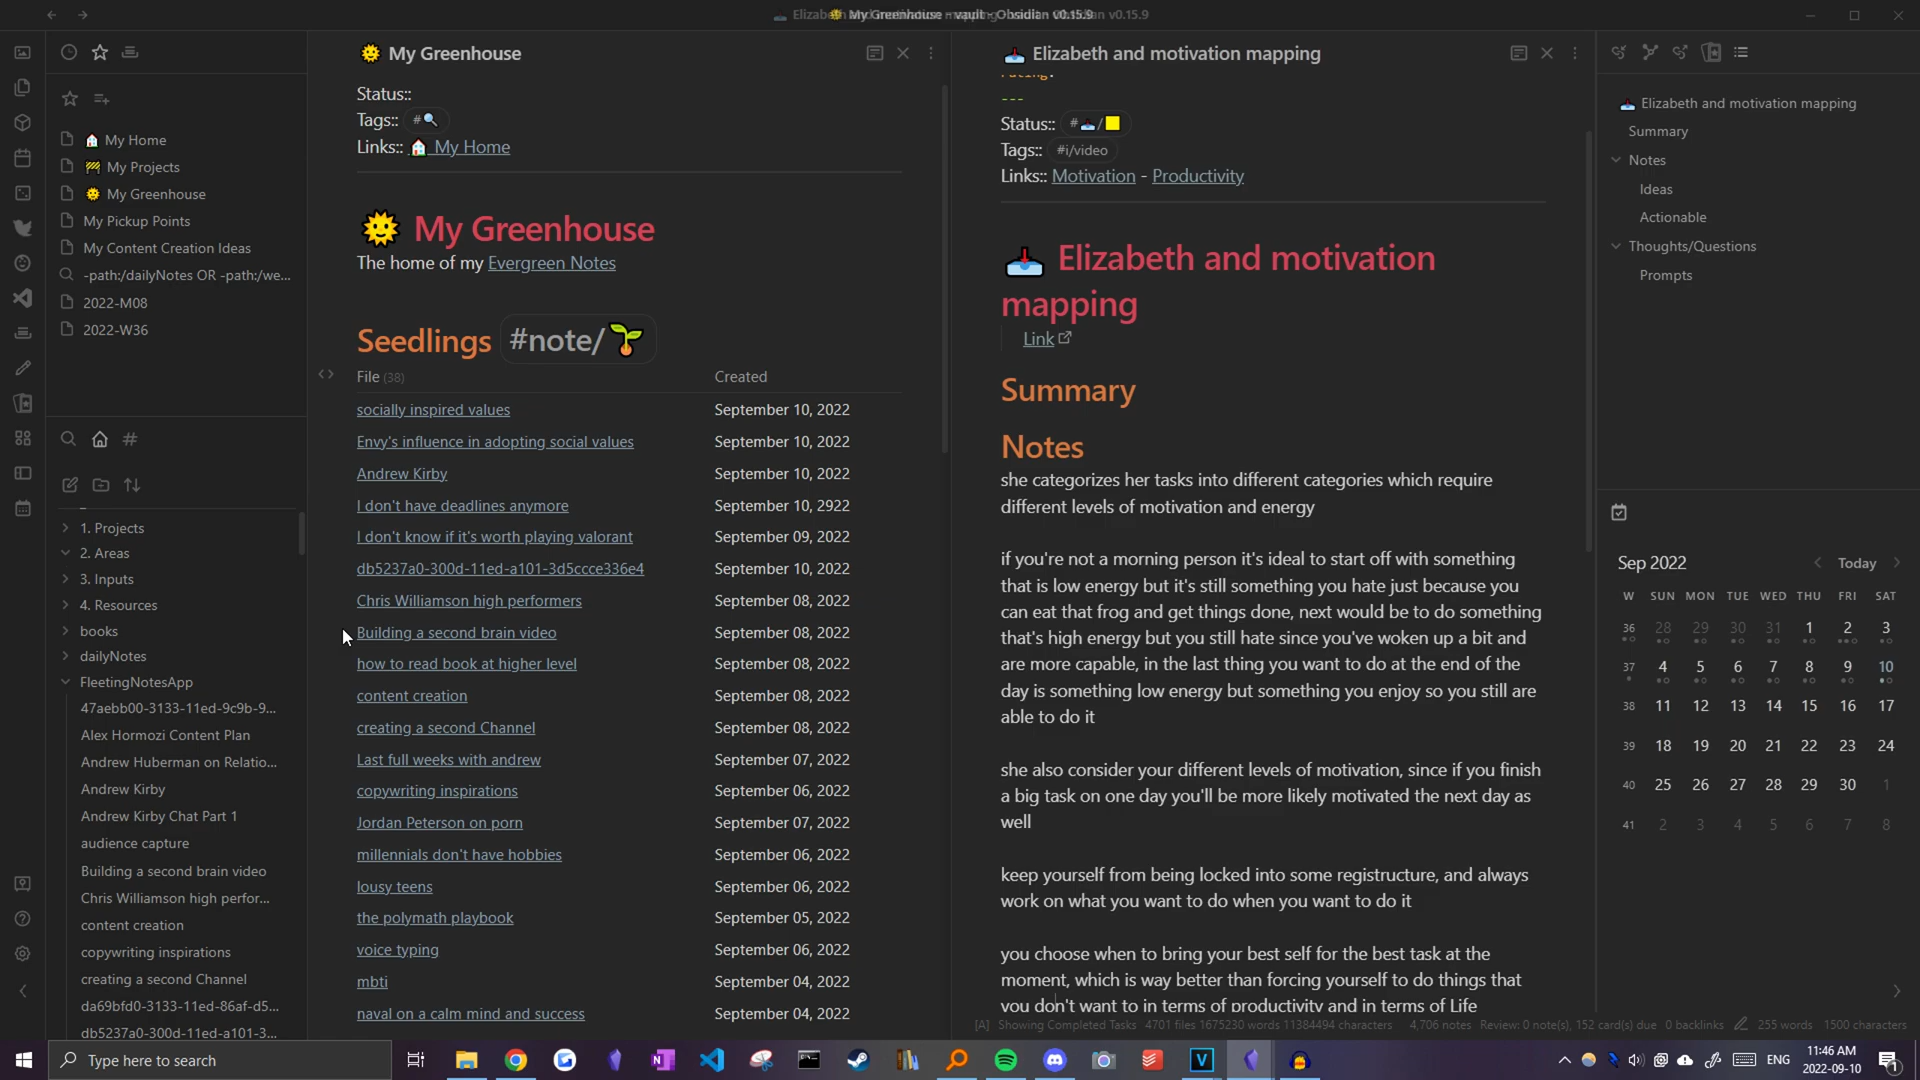 My Greenhouse
Status::
Tags:: #
Links:: My Home
My Greenhouse
The home of my Evergreen Notes
Seedlings #note/
File (38) Created
socially inspired values September 10, 2022
Envy's influence in adopting social values September 10, 2022
Andrew Kirby September 10, 2022
I don't have deadlines anymore September 10, 2922
I don't know if it's worth playing valorant September 09, 2022
db5237a0-300d-11ed-a101-3d5ccce336e4 September 10, 2022
Chris Williamson high performers September 08, 2022
Building a second brain video September 08, 2022
how to read book at higher level September 08, 2022
content creation September 08, 2022
creating a second Channel September 08, 2022
Last full weeks with andrew September 07, 2022
copywriting inspirations September 06, 2022
Jordan Peterson on porn September 07, 2022
millennials don't have hobbies September 06, 2022
lousy teens September 06, 2022
the polymath playbook September 05, 2022
voice typing September 06, 2022
mbti September 04, 2022
naval on a calm mind and success September 04, 2022
My Home
My Projects
My Greenhouse
My Pickup Points
My Content Creation Ideas
-path:/dailyNotes OR -path:/we...
2022-M08
2022-W36
1. Projects
2. Areas
3. Inputs
4. Resources
books
dailyNotes
FleetingNotesApp
47aebb00-3133-11ed-9c9b-9...
Alex Hormozi Content Plan
Andrew Huberman on Relatio...
Andrew Kirby
Andrew Kirby Chat Part 1
audience capture
Building a second brain video
Chris Williamson high perfor...
content creation
copywriting inspirations
creating a second Channel
da69bfd0-3133-11ed-86af-d5...
db5237a0-300d-11ed-a101-3...
Elizabeth and motivation mapping
---
Status:: # /
Tags:: #i/video
Links:: Motivation - Productivity
Elizabeth and motivation
mapping
Link
Summary
Notes
she categorizes her tasks into different categories which require
different levels of motivation and energy
if you're not a morning person it's ideal to start off with something
that is low energy but it's still something you hate just because you
can eat that frog and get things done, next would be to do something
that's high energy but you still hate since you've woken up a bit and
are more capable, in the last thing you want to do at the end of the
day is something low energy but something you enjoy so you still are
able to do it
she also consider your different levels of motivation, since if you finish
a big task on one day you'll be more likely motivated the next day as
well
keep yourself from being locked into some registructure, and always
work on what you want to do when you want to do it
you choose when to bring your best self for the best task at the
moment, which is way better than forcing yourself to do things that
you don't want to in terms of productivity and in terms of Life
Elizabeth and motivation mapping
Summary
Notes
Ideas
Actionable
Thoughts/Questions
Prompts
Sep 2022 Today
W SUN MON TUE WED THU FRI SAT
36 28 29 30 31 1 2 3
37 4 5 6 7 8 9 10
38 11 12 13 14 15 16 17
39 18 19 20 21 22 23 24
40 25 26 27 28 29 30 1
41 2 3 4 5 6 7 8
[A] Showing Completed Tasks 4701 files 1675230 words 11384494 characters 4,706 notes Review: 0 note(s), 152 card(s) due 0 backlinks 255 words 1500 characters
Type here to search
ENG
11:46 AM
2022-09-10
1